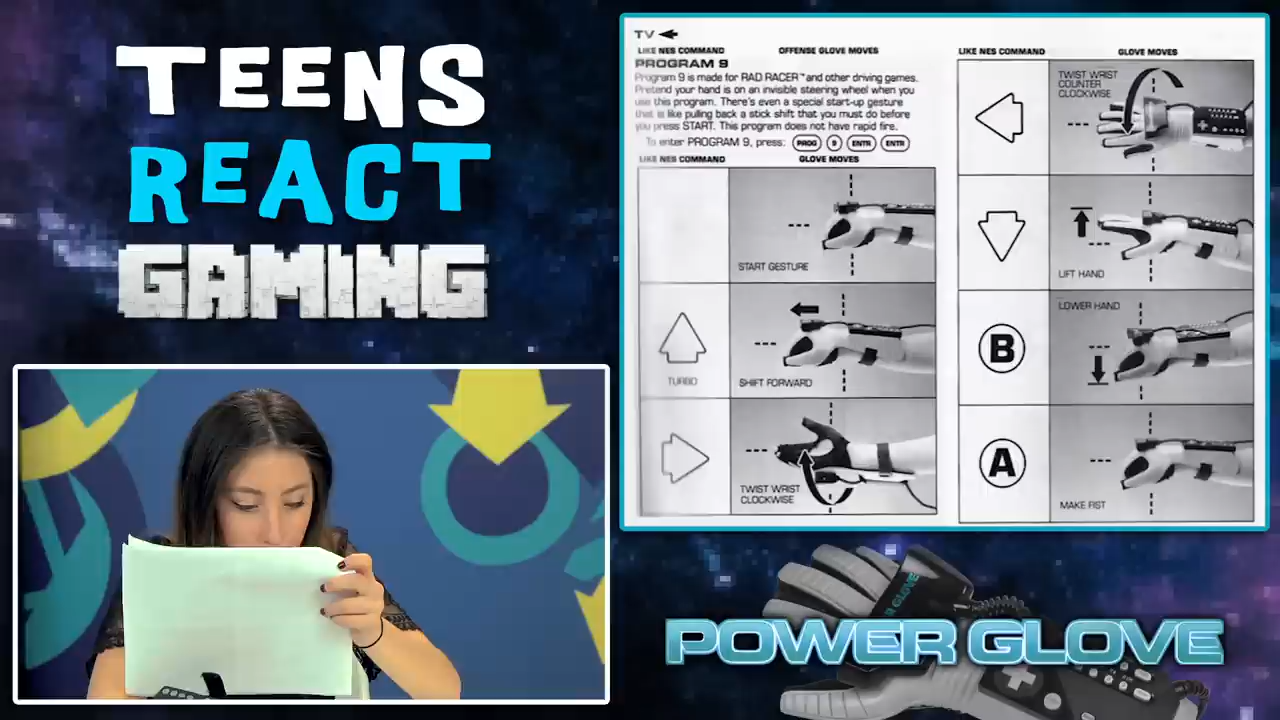 TEENS
REACT
GAMING
TV
LIKE NES COMMAND OFFENSE GLOVE MOVES
PROGRAM 9
Program 9 is made for RAD RACER™ and other driving games.
Pretend your hand is on an invisible steering wheel when you
use this program. There's even a special start-up gesture
that is like pulling back a stick shift that you must do before
you press START. This program does not have rapid fire.
To enter PROGRAM 9, press: PROG 9 ENTR ENTR
LIKE NES COMMAND GLOVE MOVES
START GESTURE
TURBO
SHIFT FORWARD
TWIST WRIST
CLOCKWISE
LIKE NES COMMAND GLOVE MOVES
TWIST WRIST
COUNTER
CLOCKWISE
LIFT HAND
B
LOWER HAND
A
MAKE FIST
POWER GLOVE
POWER GLOVE